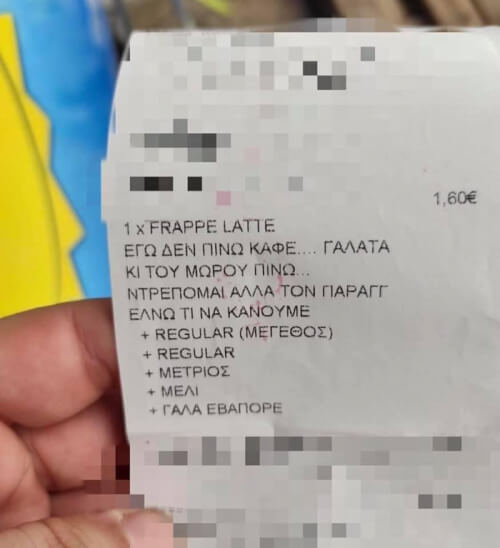 1,60€
1 x FRAPPE LATTE
ΕΓΩ ΔΕΝ ΠΙΝΩ ΚΑΦΕ.... ΓΑΛΑΤΑ
ΚΙ ΤΟΥ ΜΩΡΟΥ ΠΙΝΩ...
ΝΤΡΕΠΟΜΑΙ ΑΛΛΑ ΤΟΝ ΠΑΡΑΓΓ
ΕΛΝΩ ΤΙ ΝΑ ΚΑΝΟΥΜΕ
+ REGULAR (ΜΕΓΕΘΟΣ)
+ REGULAR
+ ΜΕΤΡΙΟΣ
+ ΜΕΛΙ
+ ΓΑΛΑ ΕΒΑΠΟΡΕ